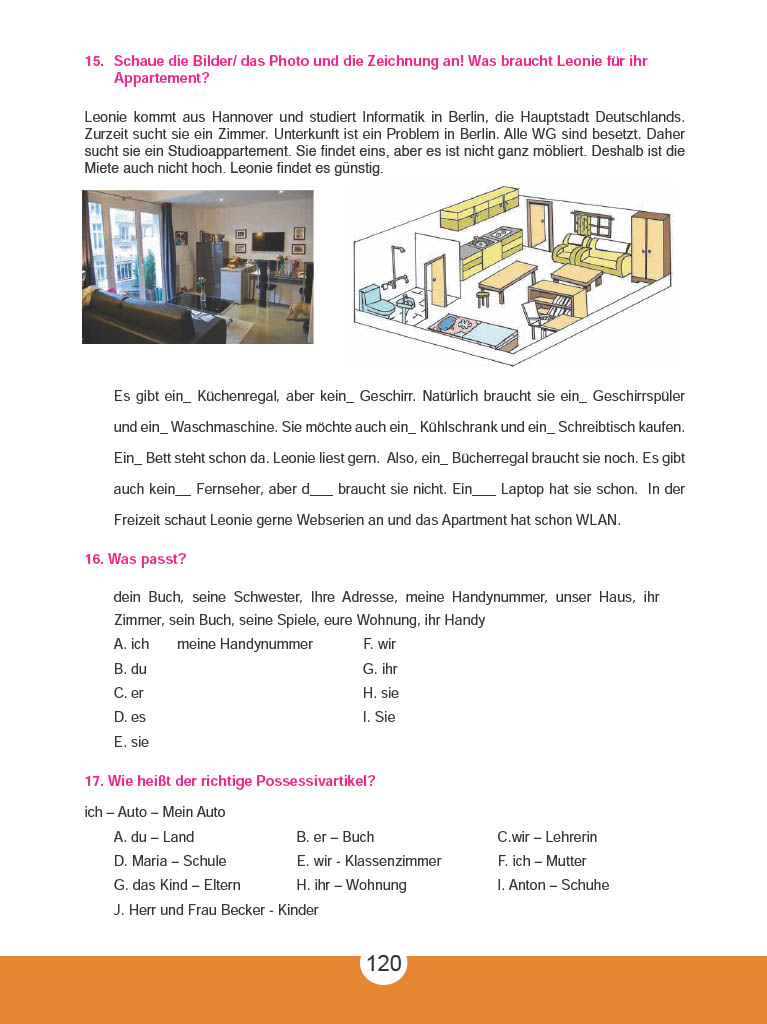 15. Schaue die Bilder/ das Photo und die Zeichnung an! Was braucht Leonie für ihr
Appartement?
Leonie kommt aus Hannover und studiert Informatik in Berlin, die Hauptstadt Deutschlands.
Zurzeit sucht sie ein Zimmer. Unterkunft ist ein Problem in Berlin. Alle WG sind besetzt. Daher
sucht sie ein Studioappartement. Sie findet eins, aber es ist nicht ganz möbliert. Deshalb ist die
Miete auch nicht hoch. Leonie findet es günstig.
Es gibt ein_ Küchenregal, aber kein_ Geschirr. Natürlich braucht sie ein_ Geschirrspüler
und ein_ Waschmaschine. Sie möchte auch ein_ Kühlschrank und ein_ Schreibtisch kaufen.
Ein_ Bett steht schon da. Leonie liest gern. Also, ein_ Bücherregal braucht sie noch. Es gibt
auch kein__ Fernseher, aber d___ braucht sie nicht. Ein___ Laptop hat sie schon. In der
Freizeit schaut Leonie gerne Webserien an und das Apartment hat schon WLAN.
16. Was passt?
dein Buch, seine Schwester, Ihre Adresse, meine Handynummer, unser Haus, ihr
Zimmer, sein Buch, seine Spiele, eure Wohnung, ihr Handy
A. ich meine Handynummer F. wir
B. du G. ihr
C. er H. sie
D. es I. Sie
E. sie
17. Wie heißt der richtige Possessivartikel?
ich – Auto – Mein Auto
A. du – Land B. er – Buch C.wir – Lehrerin
D. Maria – Schule E. wir - Klassenzimmer F. ich – Mutter
G. das Kind – Eltern H. ihr – Wohnung I. Anton – Schuhe
J. Herr und Frau Becker - Kinder
120